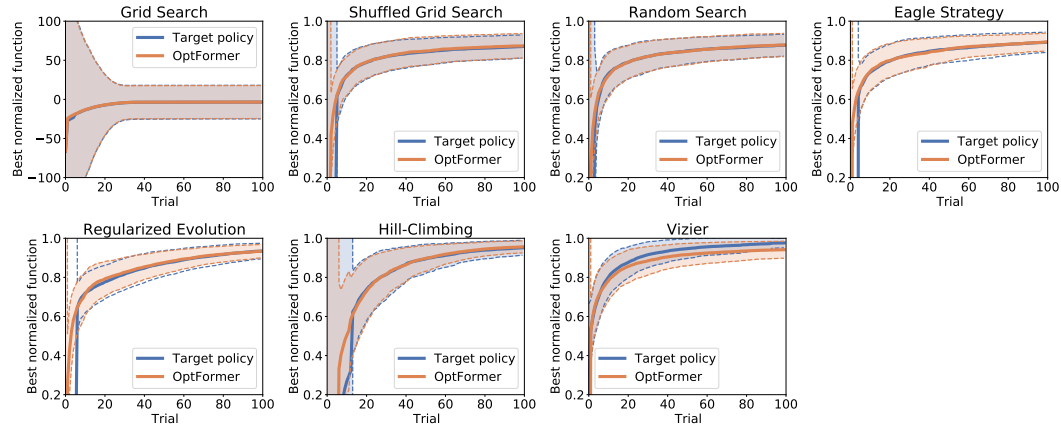 Grid Search
Best normalized function
100
50
0
−50
−100
0 20 40 60 80 100
Trial
Target policy
OptFormer
Shuffled Grid Search
Best normalized function
1.0
0.8
0.6
0.4
0.2
0 20 40 60 80 100
Trial
Target policy
OptFormer
Random Search
Best normalized function
1.0
0.8
0.6
0.4
0.2
0 20 40 60 80 100
Trial
Target policy
OptFormer
Eagle Strategy
Best normalized function
1.0
0.8
0.6
0.4
0.2
0 20 40 60 80 100
Trial
Target policy
OptFormer
Regularized Evolution
Best normalized function
1.0
0.8
0.6
0.4
0.2
0 20 40 60 80 100
Trial
Target policy
OptFormer
Hill-Climbing
Best normalized function
1.0
0.8
0.6
0.4
0.2
0 20 40 60 80 100
Trial
Target policy
OptFormer
Vizier
Best normalized function
1.0
0.8
0.6
0.4
0.2
0 20 40 60 80 100
Trial
Target policy
OptFormer